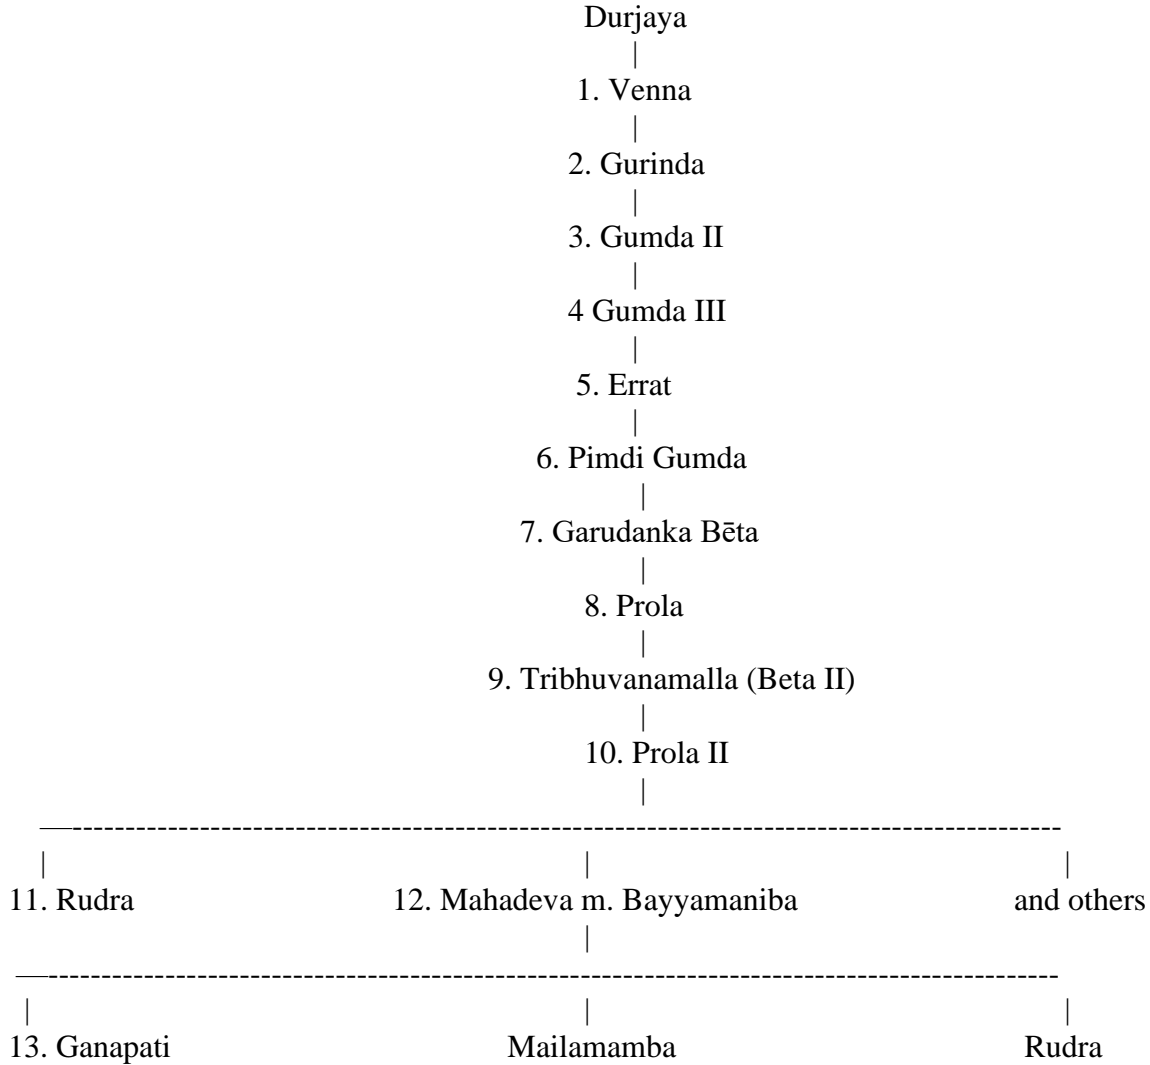 Durjaya
|
1. Venna
|
2. Gurinda
|
3. Gumda II
|
4 Gumda III
|
5. Errat
|
6. Pimdi Gumda
|
7. Garudanka Bēta
|
8. Prola
|
9. Tribhuvanamalla (Beta II)
|
10. Prola II
|
—----------------------------------------------------------------------------------------------
| | |
11. Rudra 12. Mahadeva m. Bayyamaniba and others
|
—------------------------------------------------------------------------------------------------
| | |
13. Ganapati Mailamamba Rudra